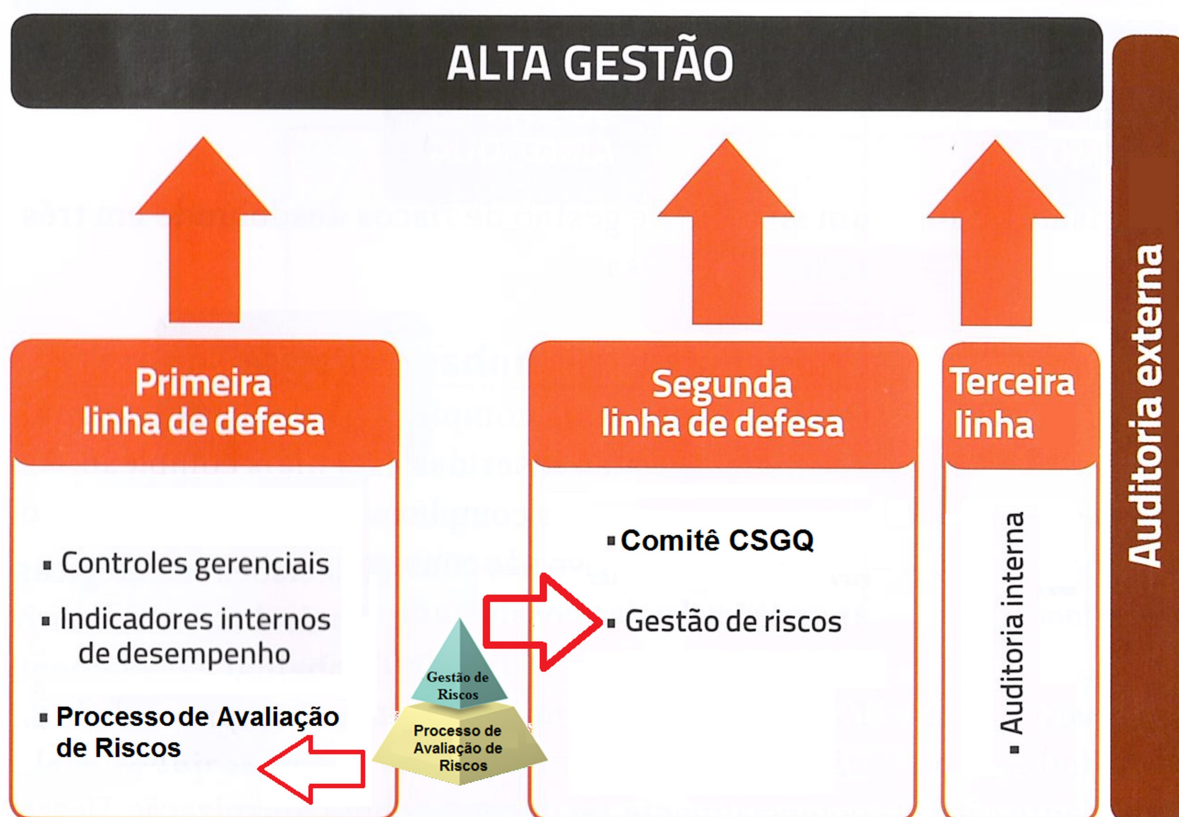 ALTA GESTÃO
Primeira
linha de defesa
▪ Controles gerenciais
▪ Indicadores internos
de desempenho
▪ Processo de Avaliação
de Riscos
Gestão de
Riscos
Processo de
Avaliação de
Riscos
Segunda
linha de defesa
▪ Comitê CSGQ
▪ Gestão de riscos
Terceira
linha
▪ Auditoria interna
Auditoria externa